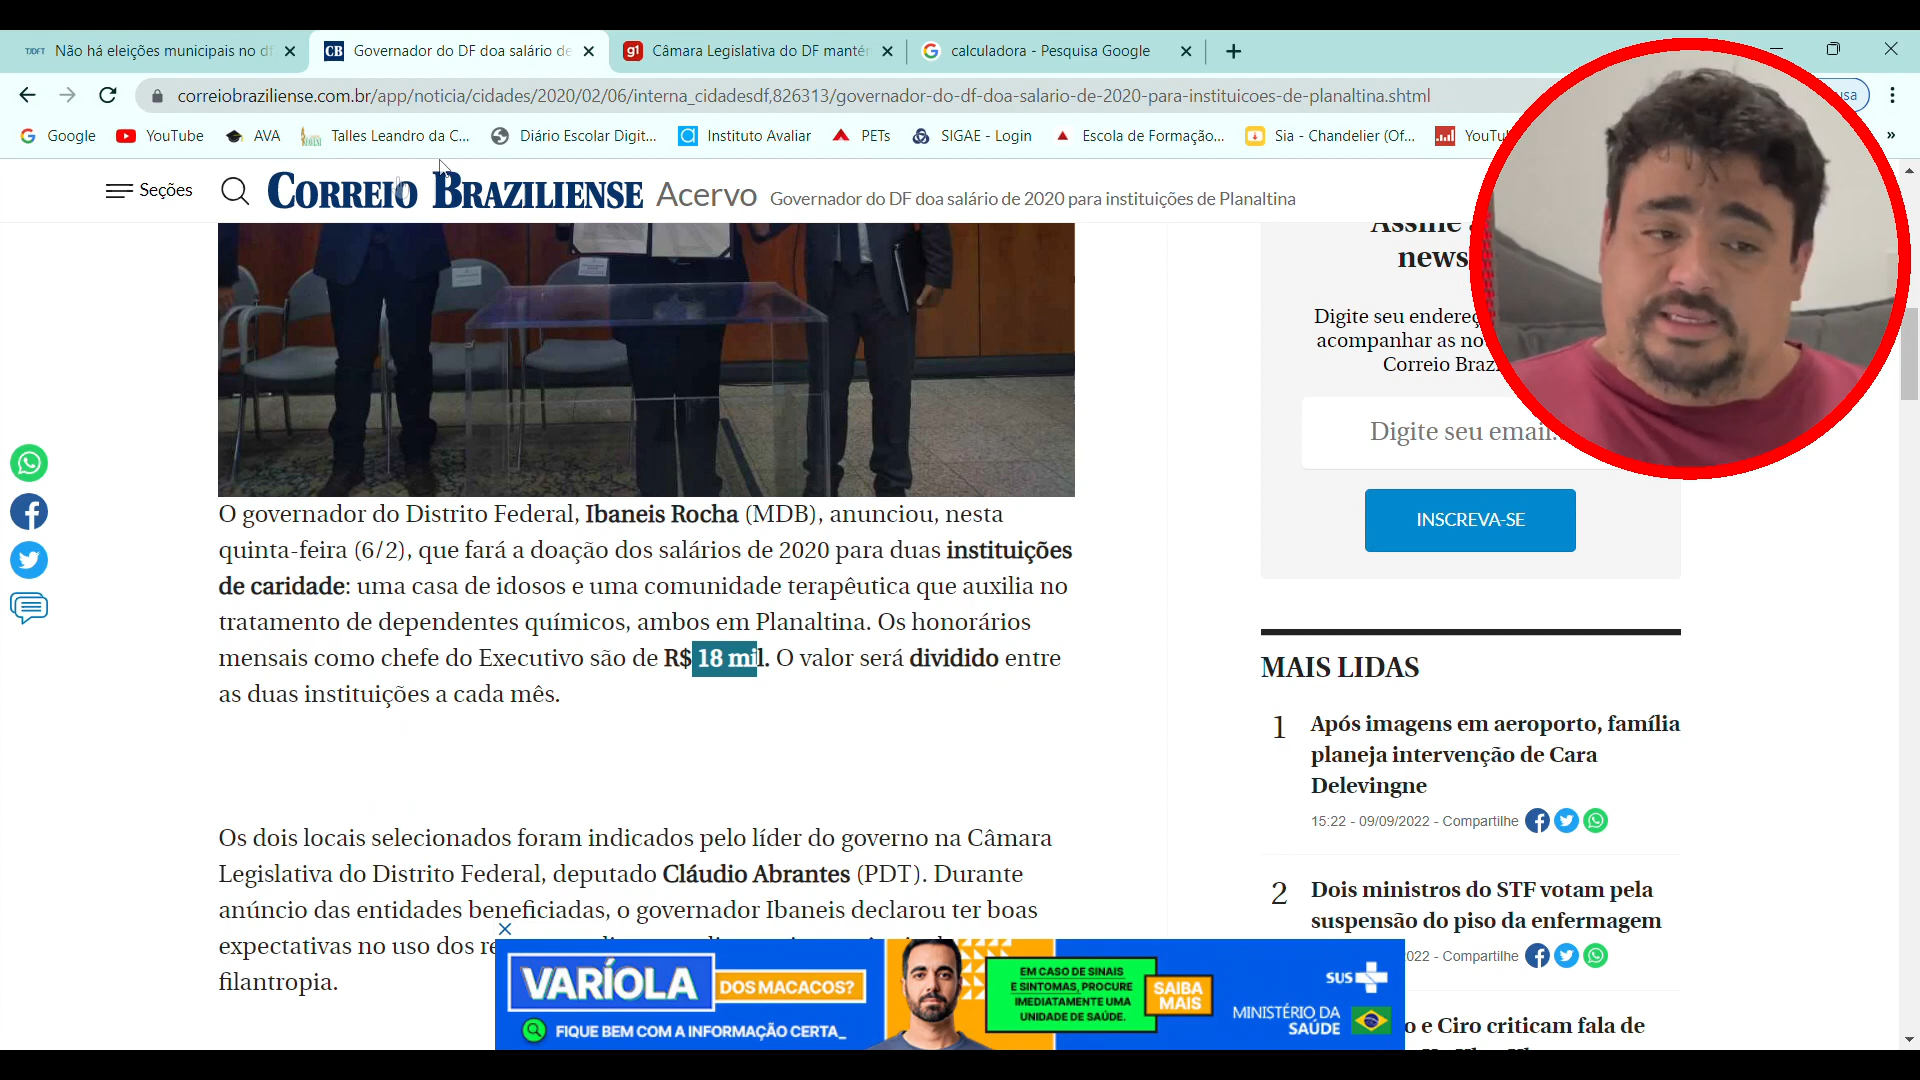 TJDFT Não há eleições municipais no df
CB Governador do DF doa salário de
g1 Câmara Legislativa do DF manté
G calculadora - Pesquisa Google
correiobraziliense.com.br/app/noticia/cidades/2020/02/06/interna_cidadesdf,826313/governador-do-df-doa-salario-de-2020-para-instituicoes-de-planaltina.shtml
usa
Google YouTube AVA Talles Leandro da C... Diário Escolar Digit... Instituto Avaliar PETs SIGAE - Login Escola de Formação... Sia - Chandelier (Of... YouTu »
Seções CORREIO BRAZILIENSE Acervo Governador do DF doa salário de 2020 para instituições de Planaltina
Assine
news
Digite seu endereç
acompanhar as no
Correio Braz
Digite seu email...
INSCREVA-SE
O governador do Distrito Federal, Ibaneis Rocha (MDB), anunciou, nesta
quinta-feira (6/2), que fará a doação dos salários de 2020 para duas instituições
de caridade: uma casa de idosos e uma comunidade terapêutica que auxilia no
tratamento de dependentes químicos, ambos em Planaltina. Os honorários
mensais como chefe do Executivo são de R$ 18 mil. O valor será dividido entre
as duas instituições a cada mês.
Os dois locais selecionados foram indicados pelo líder do governo na Câmara
Legislativa do Distrito Federal, deputado Cláudio Abrantes (PDT). Durante
anúncio das entidades beneficiadas, o governador Ibaneis declarou ter boas
expectativas no uso dos re
filantropia.
MAIS LIDAS
1 Após imagens em aeroporto, família
planeja intervenção de Cara
Delevingne
15:22 - 09/09/2022 - Compartilhe
2 Dois ministros do STF votam pela
suspensão do piso da enfermagem
022 - Compartilhe
o e Ciro criticam fala de
VARÍOLA DOS MACACOS?
FIQUE BEM COM A INFORMAÇÃO CERTA_
EM CASO DE SINAIS
E SINTOMAS, PROCURE
IMEDIATAMENTE UMA
UNIDADE DE SAÚDE.
SAIBA
MAIS
SUS
MINISTÉRIO DA
SAÚDE